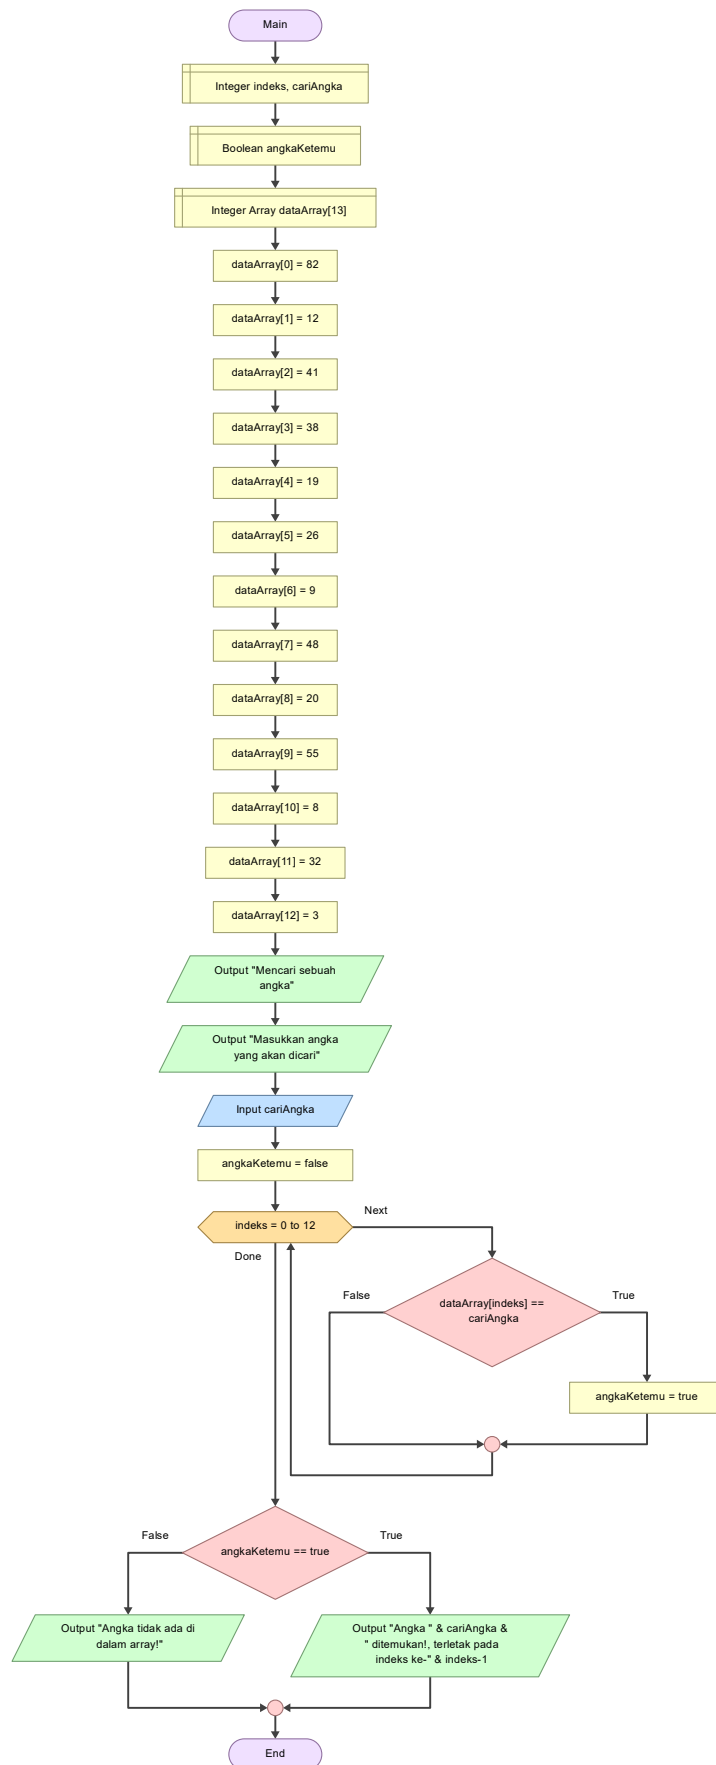 Main
Integer indeks, cariAngka
Boolean angkaKetemu
Integer Array dataArray[13]
dataArray[0] = 82
dataArray[1] = 12
dataArray[2] = 41
dataArray[3] = 38
dataArray[4] = 19
dataArray[5] = 26
dataArray[6] = 9
dataArray[7] = 48
dataArray[8] = 20
dataArray[9] = 55
dataArray[10] = 8
dataArray[11] = 32
dataArray[12] = 3
Output "Mencari sebuah
angka"
Output "Masukkan angka
yang akan dicari"
Input cariAngka
angkaKetemu = false
indeks = 0 to 12
Next
Done
dataArray[indeks] ==
cariAngka
False
True
angkaKetemu = true
angkaKetemu == true
False
True
Output "Angka tidak ada di
dalam array!"
Output "Angka " & cariAngka &
" ditemukan!, terletak pada
indeks ke-" & indeks-1
End